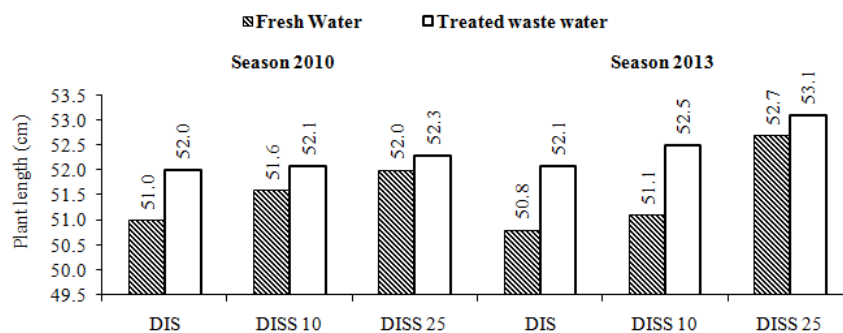 Fresh Water Treated waste water
Season 2010 Season 2013
Plant length (cm)
53.5
53.0
52.5
52.0
51.5
51.0
50.5
50.0
49.5
51.0 52.0 51.6 52.1 52.0 52.3 50.8 52.1 51.1 52.5 52.7 53.1
DIS DISS 10 DISS 25 DIS DISS 10 DISS 25